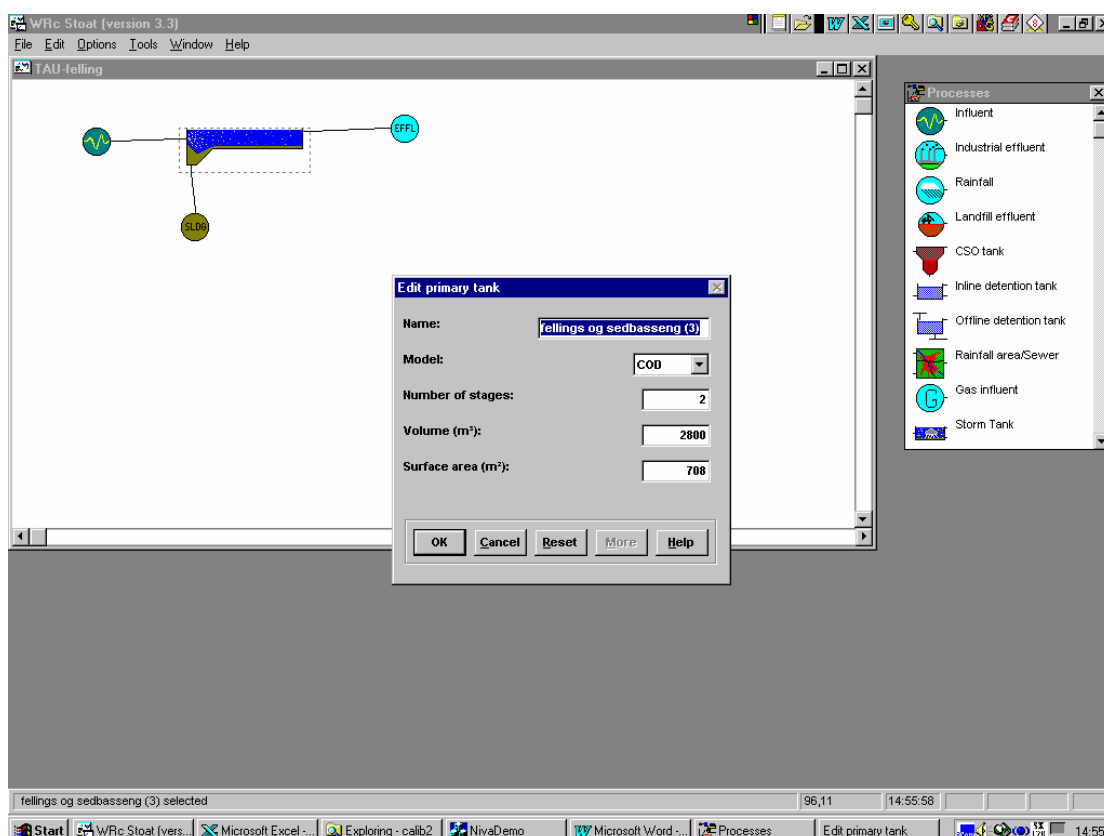 WRc Stoat (version 3.3)
File Edit Options Tools Window Help
TAU-felling
EFFL
SLDG
Processes
Influent
Industrial effluent
Rainfall
Landfill effluent
CSO tank
Inline detention tank
Offline detention tank
Rainfall area/Sewer
Gas influent
G
Storm Tank
Edit primary tank
Name: fellings og sedbasseng (3)
Model: COD
Number of stages: 2
Volume (m³): 2800
Surface area (m²): 708
OK Cancel Reset More Help
fellings og sedbasseng (3) selected 96,11 14:55:58
Start WRc Stoat (vers... Microsoft Excel -... Exploring - calib2 NivaDemo Microsoft Word -... Processes Edit primary tank 14:55